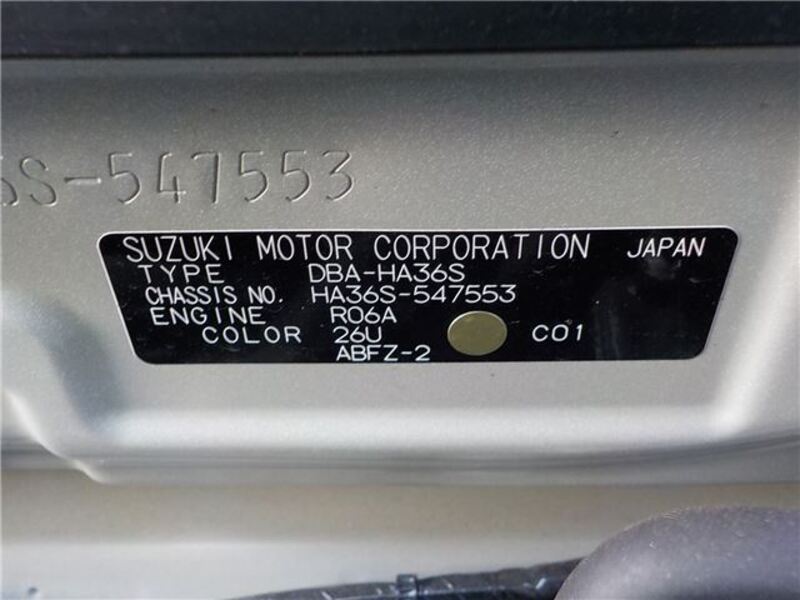 6S-547553
SUZUKI MOTOR CORPORATION JAPAN
TYPE DBA-HA36S
CHASSIS NO. HA36S-547553
ENGINE R06A
COLOR 26U C01
ABFZ-2